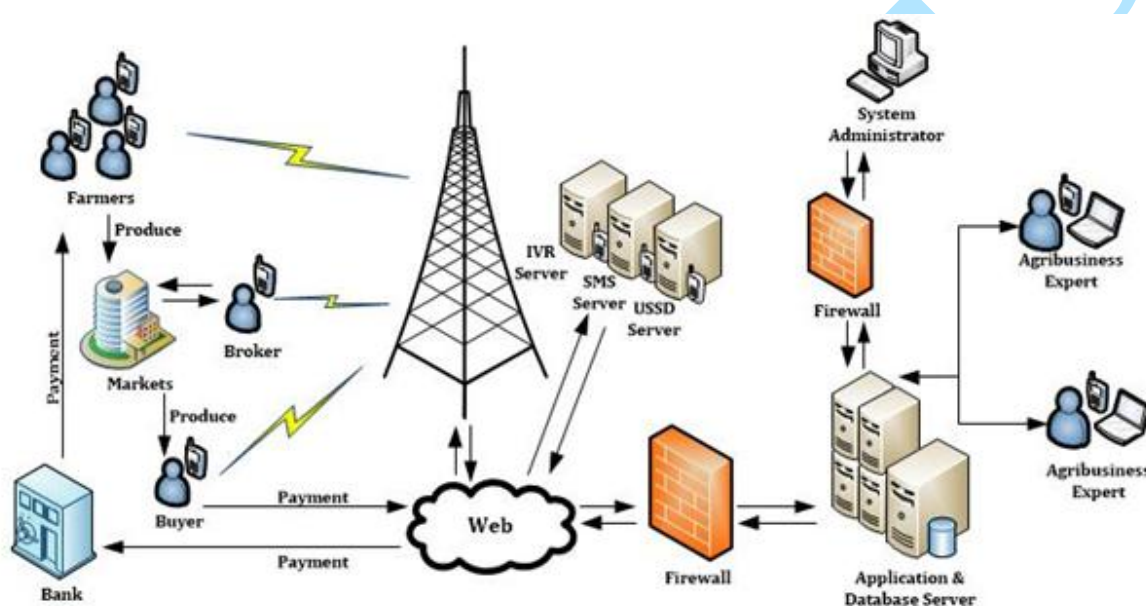 System
Administrator
Farmers
Produce
IVR
Server
SMS
Server
USSD
Server
Firewall
Agribusiness
Expert
Broker
Markets
Payment
Produce
Agribusiness
Expert
Buyer
Payment
Web
Payment
Bank
Firewall
Application &
Database Server